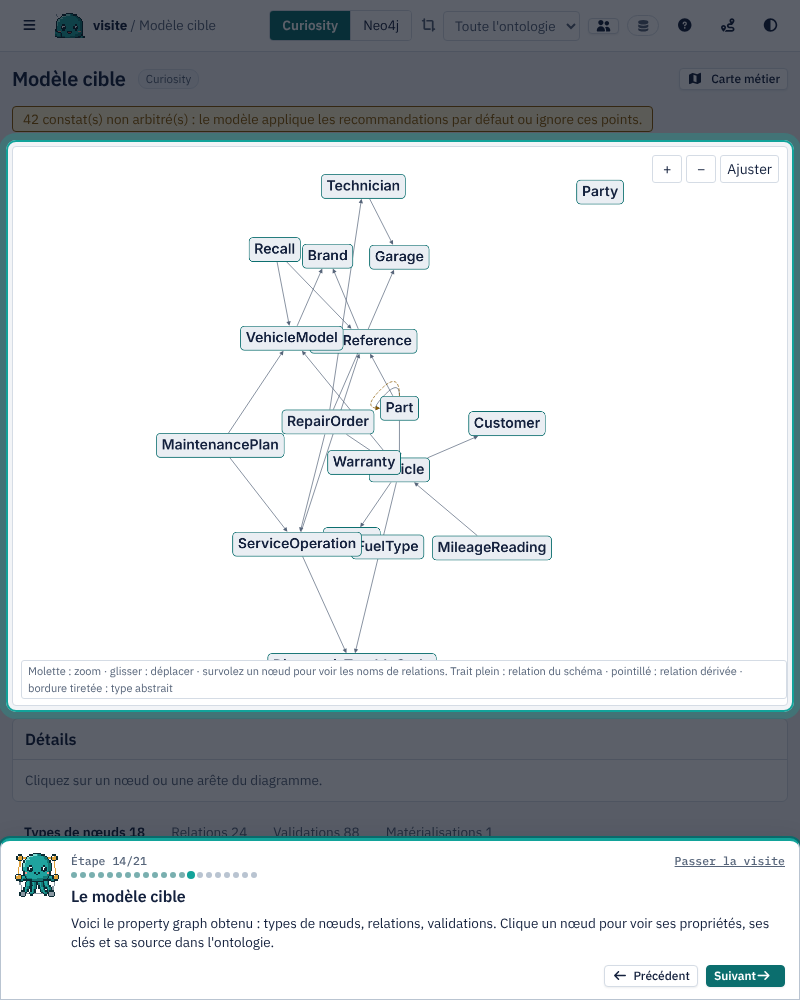 visite / Modèle cible
Curiosity
Neo4j
Toute l'ontologie
Modèle cible
Curiosity
Carte métier
42 constat(s) non arbitré(s) : le modèle applique les recommandations par défaut ou ignore ces points.
+
−
Ajuster
Technician
Party
Recall
Brand
Garage
VehicleModel
Reference
Part
RepairOrder
Customer
MaintenancePlan
Warranty
icle
ServiceOperation
FuelType
MileageReading
Molette : zoom · glisser : déplacer · survolez un nœud pour voir les noms de relations. Trait plein : relation du schéma · pointillé : relation dérivée ·
bordure tiretée : type abstrait
Détails
Cliquez sur un nœud ou une arête du diagramme.
Types de nœuds 18
Relations 24
Validations 88
Matérialisations 1
Étape 14/21
Passer la visite
Le modèle cible
Voici le property graph obtenu : types de nœuds, relations, validations. Clique un nœud pour voir ses propriétés, ses
clés et sa source dans l'ontologie.
← Précédent
Suivant→